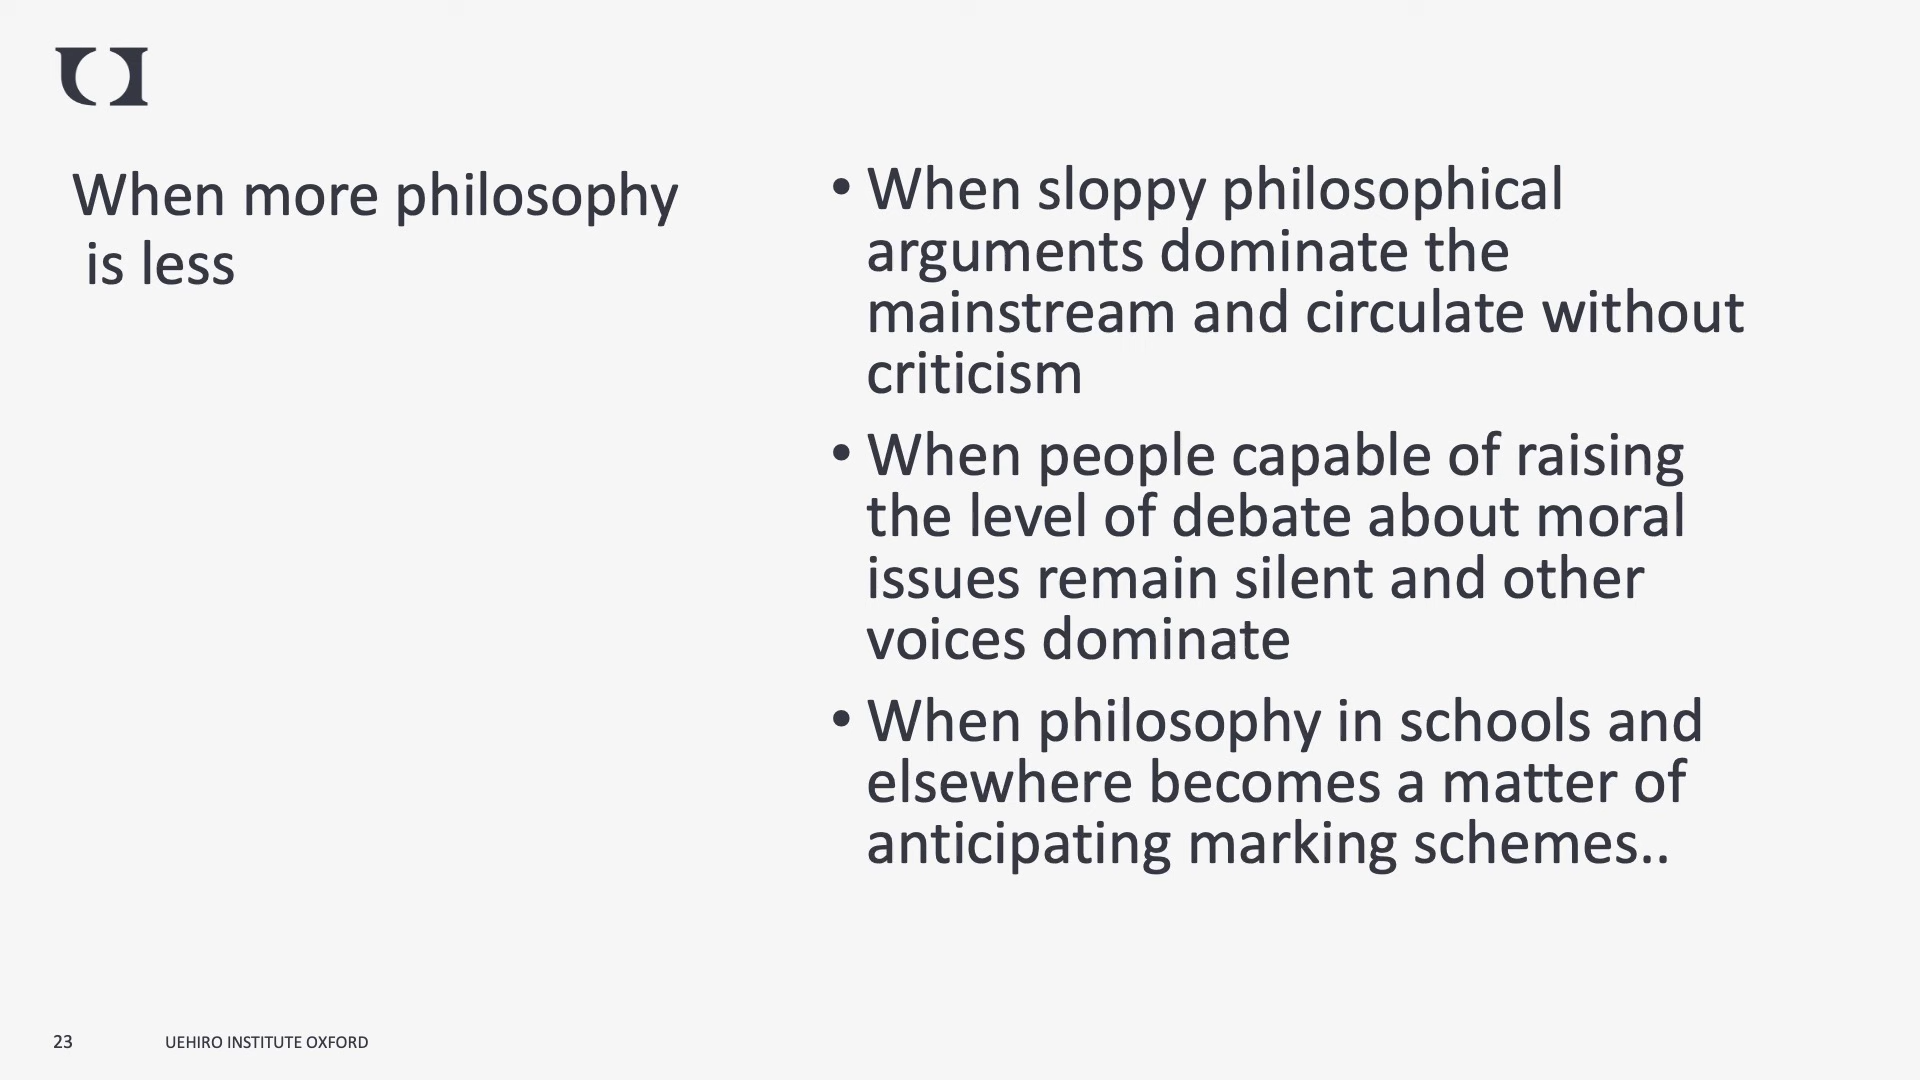 When more philosophy
is less
• When sloppy philosophical
arguments dominate the
mainstream and circulate without
criticism
• When people capable of raising
the level of debate about moral
issues remain silent and other
voices dominate
• When philosophy in schools and
elsewhere becomes a matter of
anticipating marking schemes..
23 UEHIRO INSTITUTE OXFORD